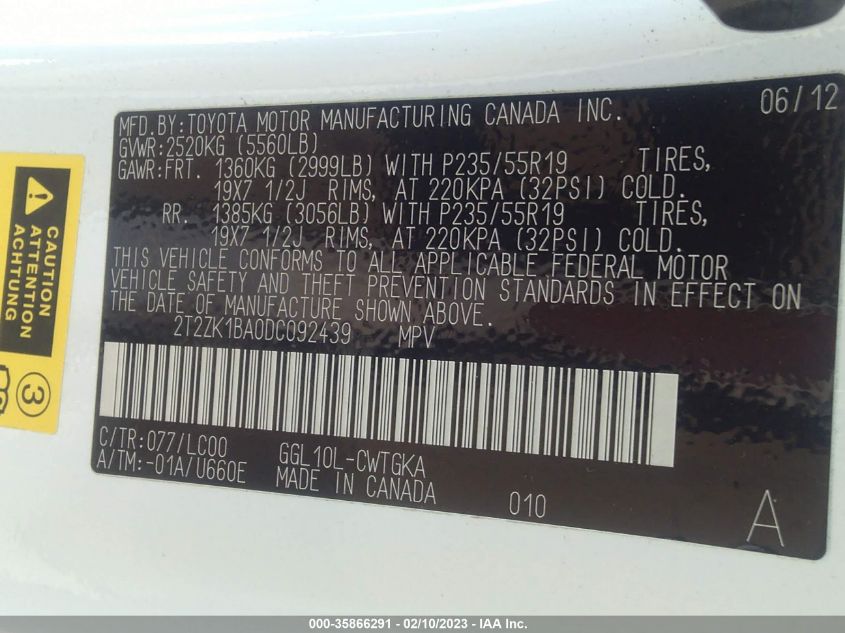 MFD.BY:TOYOTA MOTOR MANUFACTURING CANADA INC. 06/12
GVWR:2520KG (5560LB)
GAWR:FRT. 1360KG (2999LB) WITH P235/55R19 TIRES,
19X7 1/2J RIMS, AT 220KPA (32PSI) COLD.
RR. 1385KG (3056LB) WITH P235/55R19 TIRES,
19X7 1/2J RIMS, AT 220KPA (32PSI) COLD.
THIS VEHICLE CONFORMS TO ALL APPLICABLE FEDERAL MOTOR
VEHICLE SAFETY AND THEFT PREVENTION STANDARDS IN EFFECT ON
THE DATE OF MANUFACTURE SHOWN ABOVE.
2T2ZK1BA0DC092439 MPV
C/TR:077/LC00 GGL10L-CWTGKA
A/TM:-01A/U660E MADE IN CANADA 010 A
CAUTION
ATTENTION
3
000-35866291 - 02/10/2023 - IAA Inc.